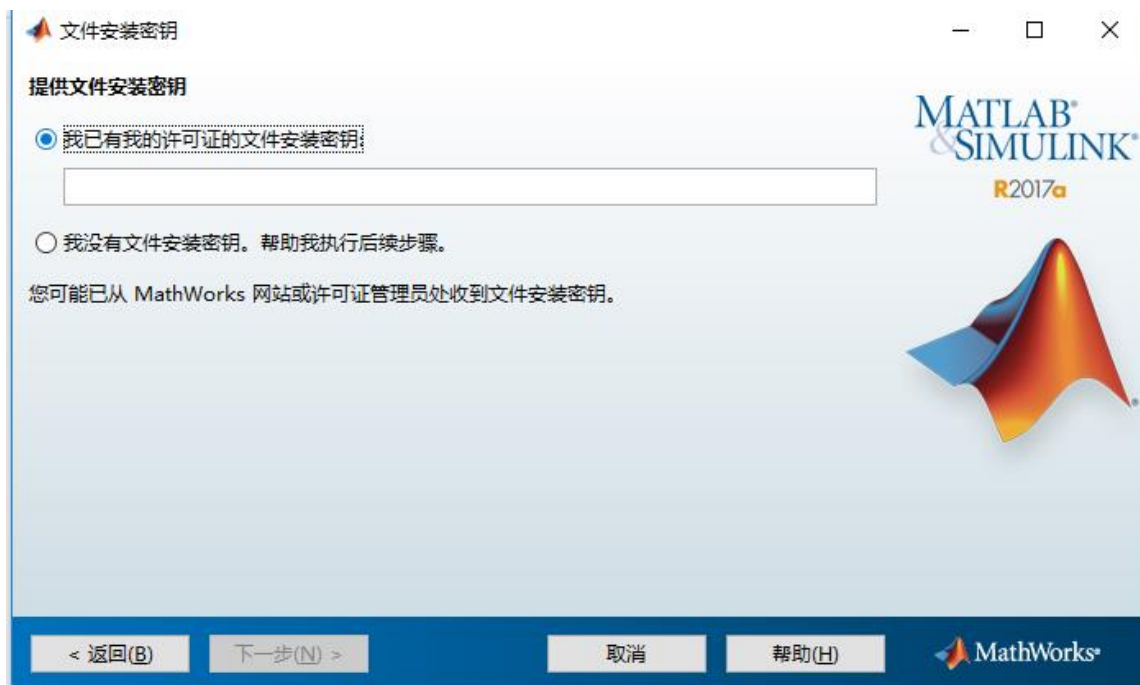 文件安装密钥
提供文件安装密钥
我已有我的许可证的文件安装密钥:
我没有文件安装密钥。帮助我执行后续步骤。
您可能已从 MathWorks 网站或许可证管理员处收到文件安装密钥。
MATLAB®
&SIMULINK®
R2017a
< 返回(B)
下一步(N) >
取消
帮助(H)
MathWorks®